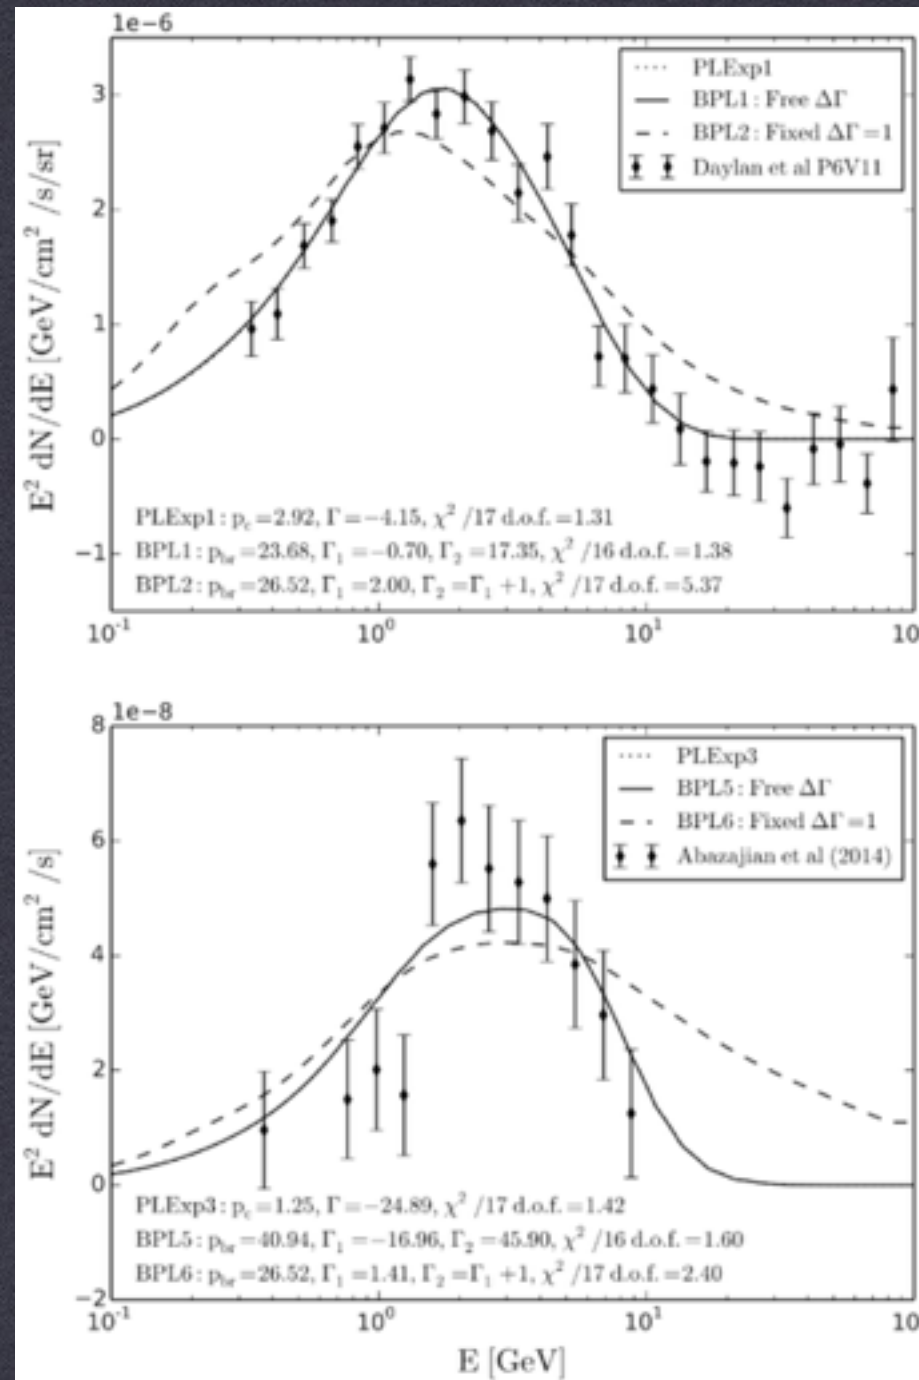 1e−6
PLExp1
BPL1: Free ΔΓ
BPL2: Fixed ΔΓ=1
Daylan et al P6V11
3
2
1
0
−1
E² dN/dE [GeV/cm² /s/sr]
PLExp1: p_c=2.92, Γ=−4.15, χ² /17 d.o.f.=1.31
BPL1: p_br=23.68, Γ₁=−0.70, Γ₂=17.35, χ² /16 d.o.f.=1.38
BPL2: p_br=26.52, Γ₁=2.00, Γ₂=Γ₁+1, χ² /17 d.o.f.=5.37
10⁻¹ 10⁰ 10¹ 10
1e−8
PLExp3
BPL5: Free ΔΓ
BPL6: Fixed ΔΓ=1
Abazajian et al (2014)
8
6
4
2
0
−2
E² dN/dE [GeV/cm² /s]
PLExp3: p_c=1.25, Γ=−24.89, χ² /17 d.o.f.=1.42
BPL5: p_br=40.94, Γ₁=−16.96, Γ₂=45.90, χ² /16 d.o.f.=1.60
BPL6: p_br=26.52, Γ₁=1.41, Γ₂=Γ₁+1, χ² /17 d.o.f.=2.40
10⁻¹ 10⁰ 10¹ 10
E [GeV]